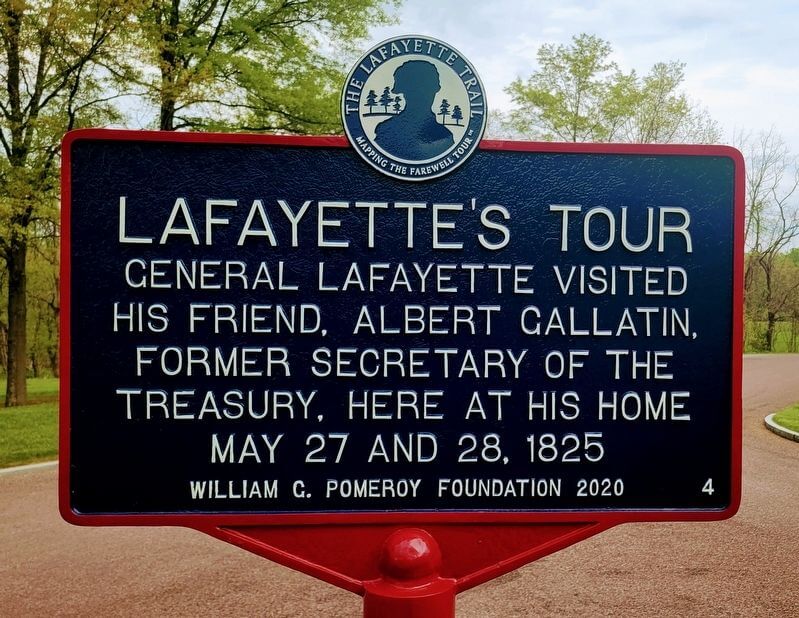 THE LAFAYETTE TRAIL
MAPPING THE FAREWELL TOUR™
LAFAYETTE'S TOUR
GENERAL LAFAYETTE VISITED
HIS FRIEND, ALBERT GALLATIN,
FORMER SECRETARY OF THE
TREASURY, HERE AT HIS HOME
MAY 27 AND 28, 1825
WILLIAM G. POMEROY FOUNDATION 2020 4